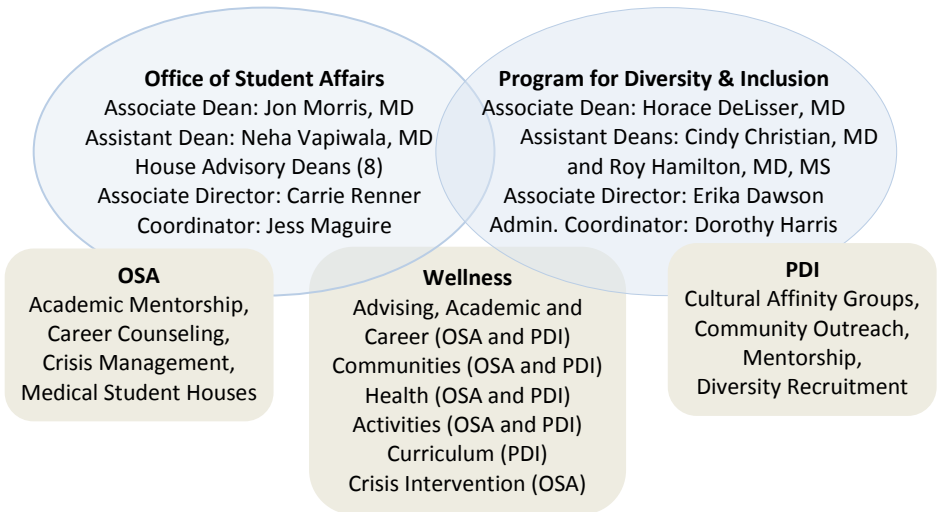 Office of Student Affairs
Associate Dean: Jon Morris, MD
Assistant Dean: Neha Vapiwala, MD
House Advisory Deans (8)
Associate Director: Carrie Renner
Coordinator: Jess Maguire
Program for Diversity & Inclusion
Associate Dean: Horace DeLisser, MD
Assistant Deans: Cindy Christian, MD
and Roy Hamilton, MD, MS
Associate Director: Erika Dawson
Admin. Coordinator: Dorothy Harris
OSA
Academic Mentorship,
Career Counseling,
Crisis Management,
Medical Student Houses
Wellness
Advising, Academic and
Career (OSA and PDI)
Communities (OSA and PDI)
Health (OSA and PDI)
Activities (OSA and PDI)
Curriculum (PDI)
Crisis Intervention (OSA)
PDI
Cultural Affinity Groups,
Community Outreach,
Mentorship,
Diversity Recruitment